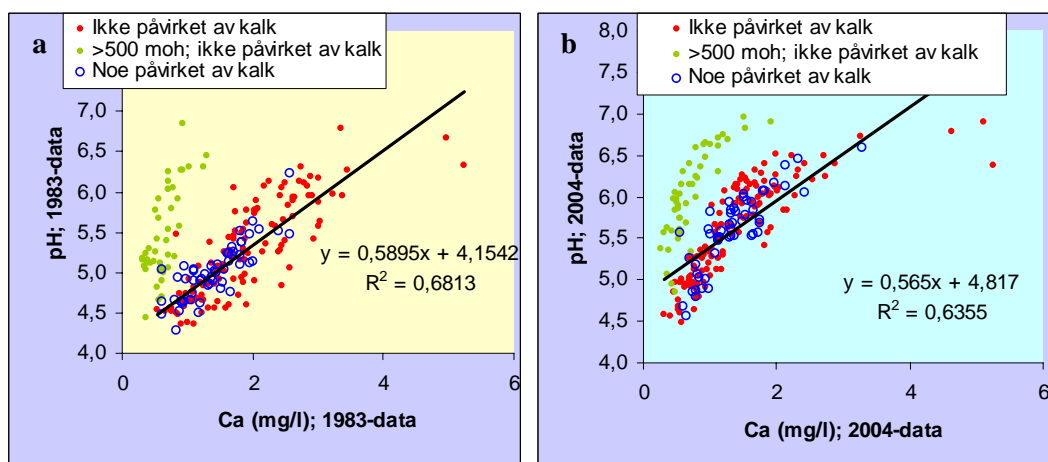 a
Ikke påvirket av kalk
>500 moh; ikke påvirket av kalk
Noe påvirket av kalk
7,0
6,5
6,0
5,5
5,0
4,5
4,0
pH; 1983-data
y = 0,5895x + 4,1542
R² = 0,6813
0 2 4 6
Ca (mg/l); 1983-data
b
Ikke påvirket av kalk
>500 moh; ikke påvirket av kalk
Noe påvirket av kalk
8,0
7,5
7,0
6,5
6,0
5,5
5,0
4,5
4,0
pH; 2004-data
y = 0,565x + 4,817
R² = 0,6355
0 2 4 6
Ca (mg/l); 2004-data